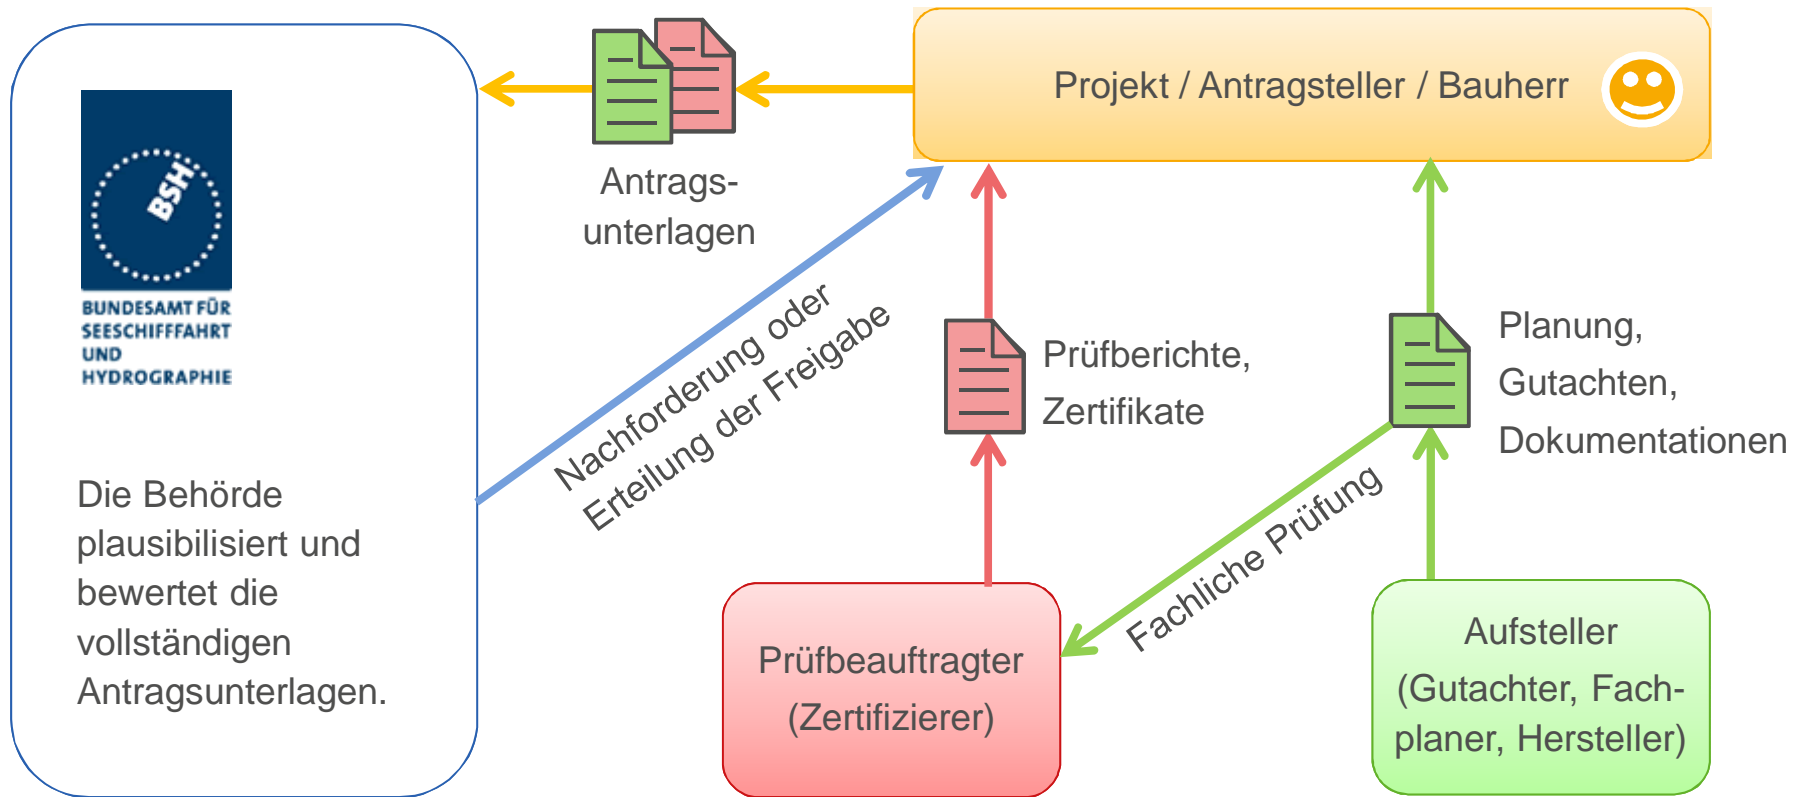 BSH
BUNDESAMT FÜR
SEESCHIFFFAHRT
UND
HYDROGRAPHIE
Die Behörde
plausibilisiert und
bewertet die
vollständigen
Antragsunterlagen.
Antrags-
unterlagen
Projekt / Antragsteller / Bauherr
Nachforderung oder
Erteilung der Freigabe
Prüfberichte,
Zertifikate
Planung,
Gutachten,
Dokumentationen
Fachliche Prüfung
Prüfbeauftragter
(Zertifizierer)
Aufsteller
(Gutachter, Fach-
planer, Hersteller)